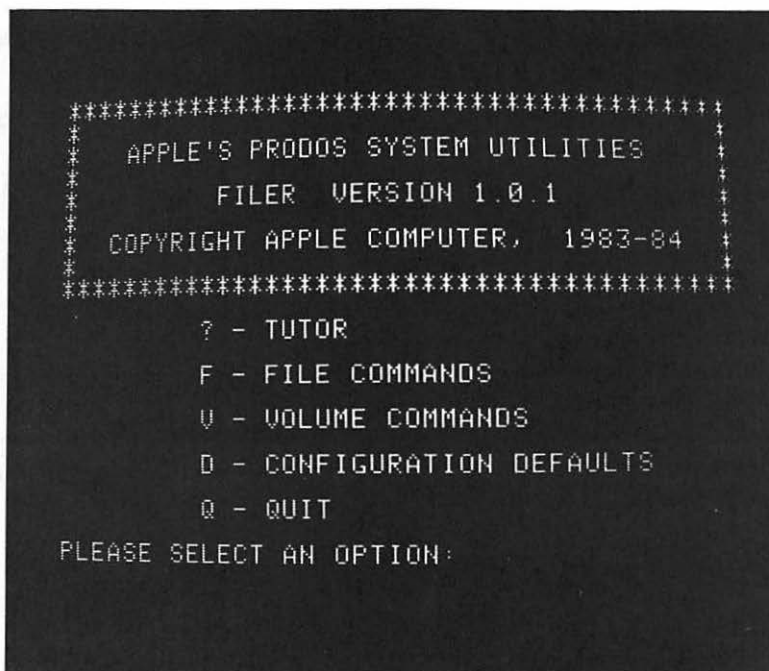 ********************************************
* APPLE'S PRODOS SYSTEM UTILITIES *
* FILER  VERSION 1.0.1 *
* COPYRIGHT APPLE COMPUTER,  1983-84 *
********************************************
? - TUTOR
F - FILE COMMANDS
V - VOLUME COMMANDS
D - CONFIGURATION DEFAULTS
Q - QUIT
PLEASE SELECT AN OPTION: